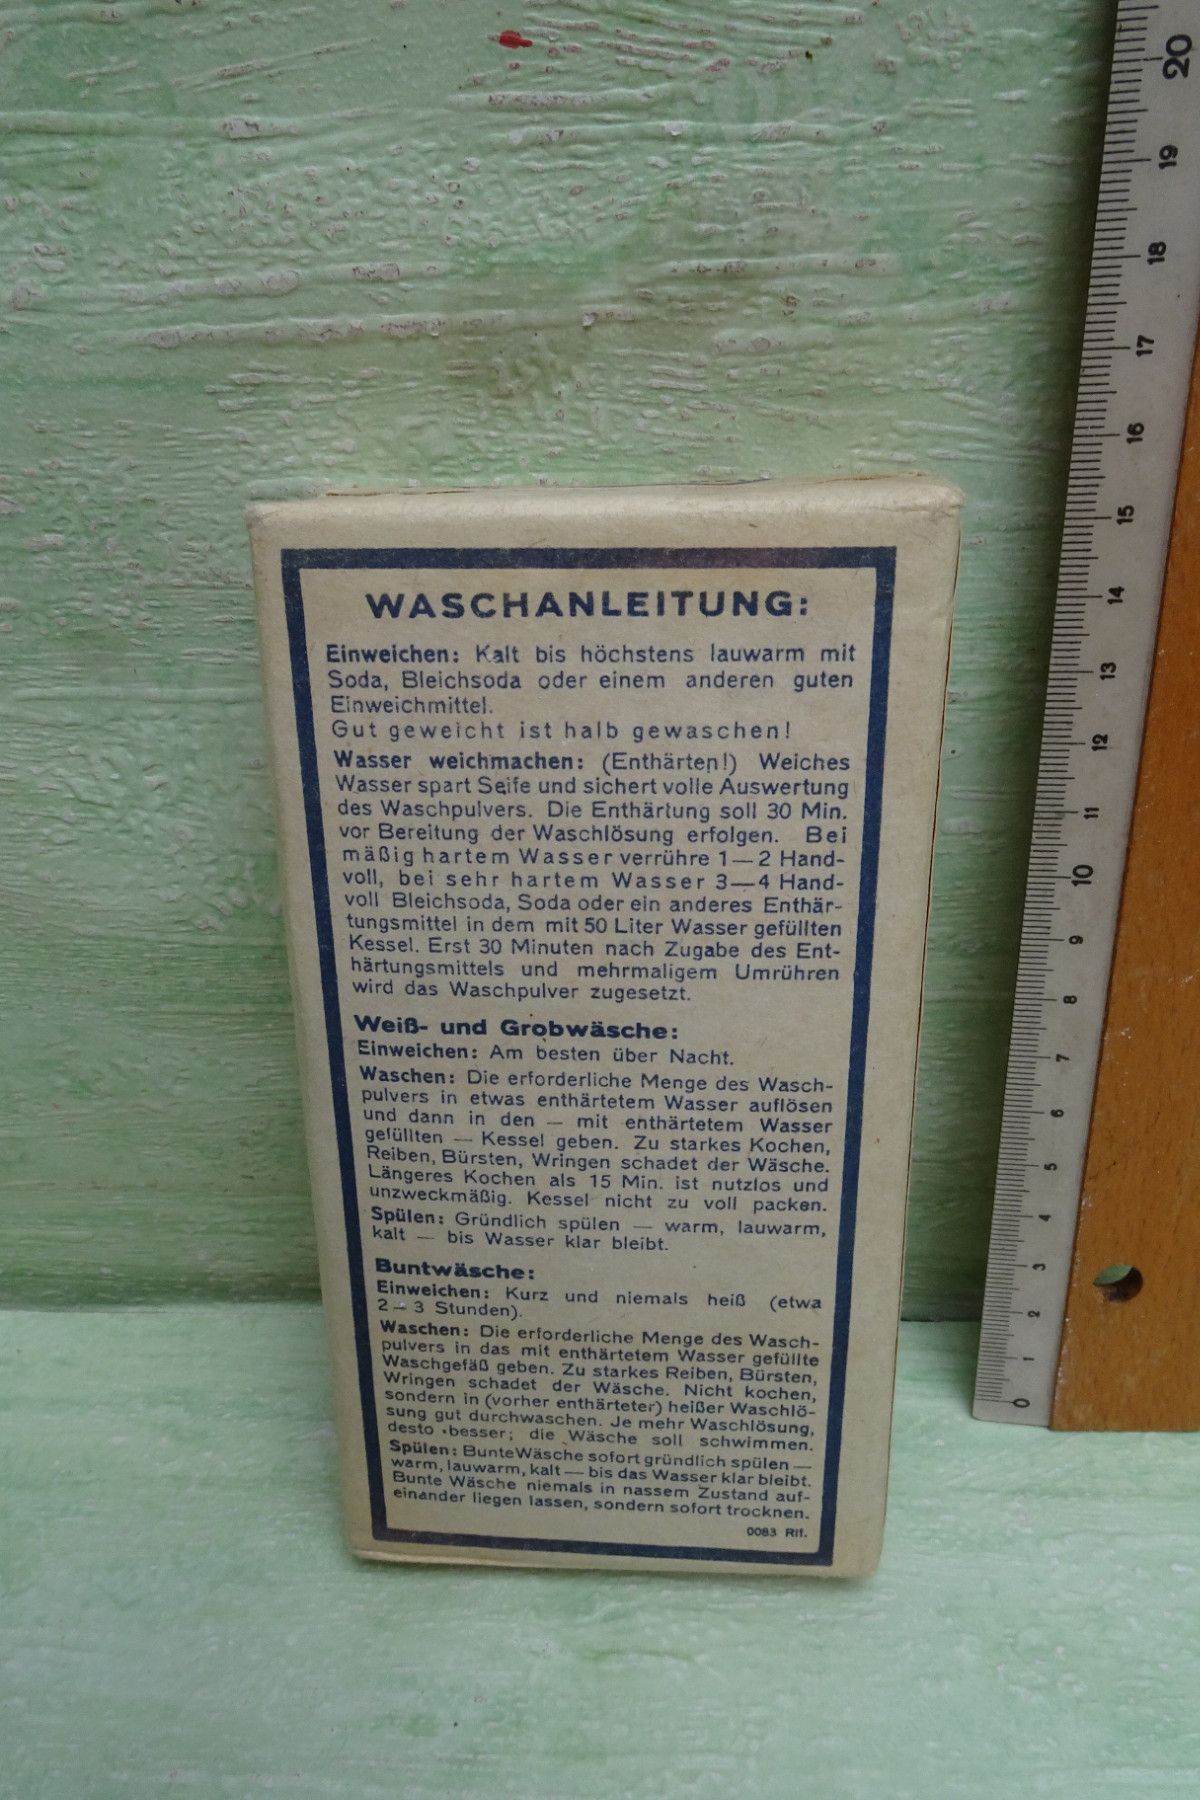 WASCHANLEITUNG:
Einweichen: Kalt bis höchstens lauwarm mit
Soda, Bleichsoda oder einem anderen guten
Einweichmittel.
Gut geweicht ist halb gewaschen!
Wasser weichmachen: (Enthärten!) Weiches
Wasser spart Seife und sichert volle Auswertung
des Waschpulvers. Die Enthärtung soll 30 Min.
vor Bereitung der Waschlösung erfolgen. Bei
mäßig hartem Wasser verrühre 1—2 Hand-
voll, bei sehr hartem Wasser 3—4 Hand-
voll Bleichsoda, Soda oder ein anderes Enthär-
tungsmittel in dem mit 50 Liter Wasser gefüllten
Kessel. Erst 30 Minuten nach Zugabe des Ent-
härtungsmittels und mehrmaligem Umrühren
wird das Waschpulver zugesetzt.
Weiß- und Grobwäsche:
Einweichen: Am besten über Nacht.
Waschen: Die erforderliche Menge des Wasch-
pulvers in etwas enthärtetem Wasser auflösen
und dann in den — mit enthärtetem Wasser
gefüllten — Kessel geben. Zu starkes Kochen,
Reiben, Bürsten, Wringen schadet der Wäsche.
Längeres Kochen als 15 Min. ist nutzlos und
unzweckmäßig. Kessel nicht zu voll packen.
Spülen: Gründlich spülen — warm, lauwarm,
kalt — bis Wasser klar bleibt.
Buntwäsche:
Einweichen: Kurz und niemals heiß (etwa
2—3 Stunden).
Waschen: Die erforderliche Menge des Wasch-
pulvers in das mit enthärtetem Wasser gefüllte
Waschgefäß geben. Zu starkes Reiben, Bürsten,
Wringen schadet der Wäsche. Nicht kochen,
sondern in (vorher enthärteter) heißer Waschlö-
sung gut durchwaschen. Je mehr Waschlösung,
desto besser; die Wäsche soll schwimmen.
Spülen: Bunte Wäsche sofort gründlich spülen —
warm, lauwarm, kalt — bis das Wasser klar bleibt.
Bunte Wäsche niemals in nassem Zustand auf-
einander liegen lassen, sondern sofort trocknen.
0083 Rif.
20
19
18
17
16
15
14
13
12
11
10
9
8
7
6
5
4
3
2
1
0